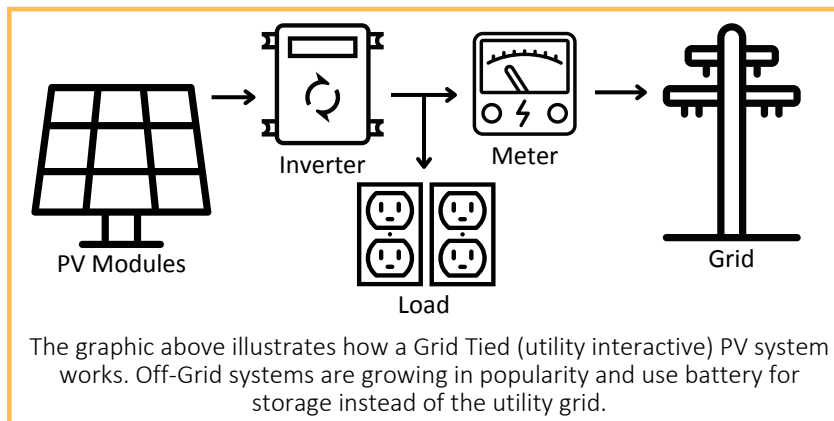 Inverter
Meter
PV Modules
Grid
Load
The graphic above illustrates how a Grid Tied (utility interactive) PV system
works. Off-Grid systems are growing in popularity and use battery for
storage instead of the utility grid.